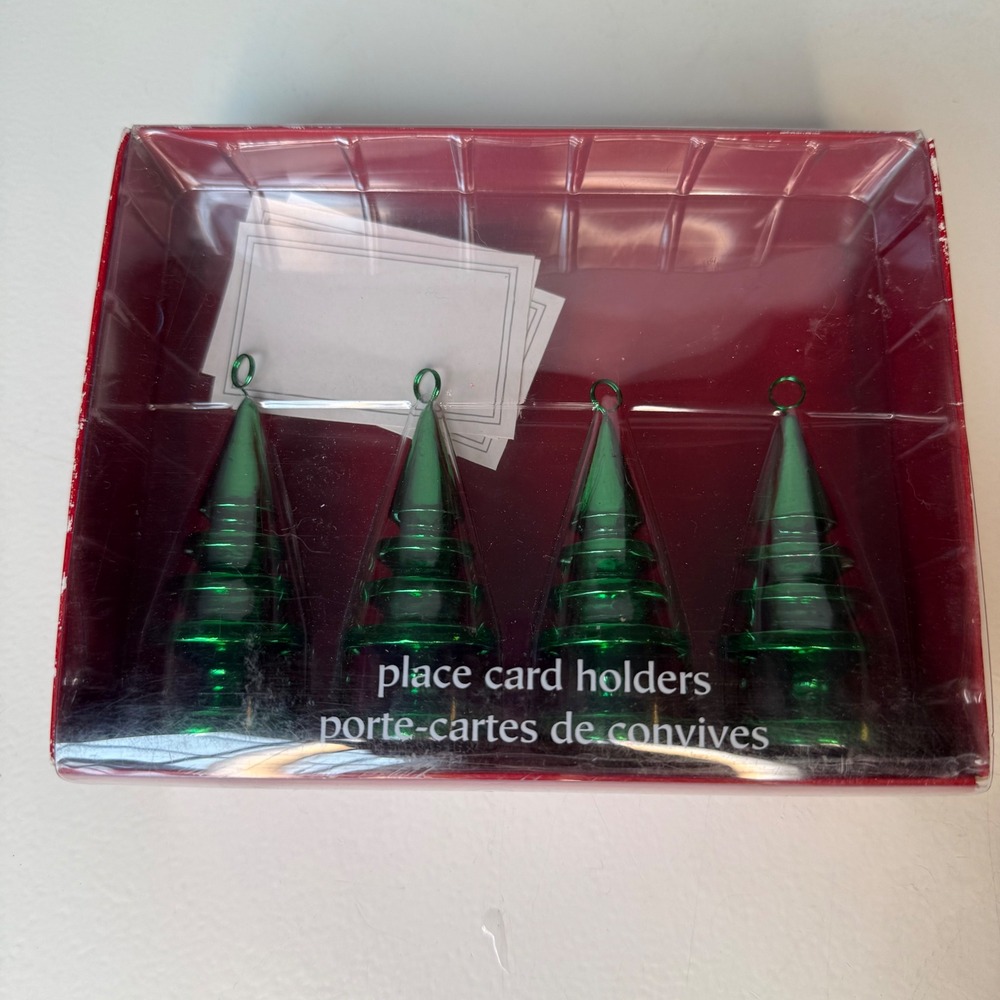 place card holders
porte-cartes de convives